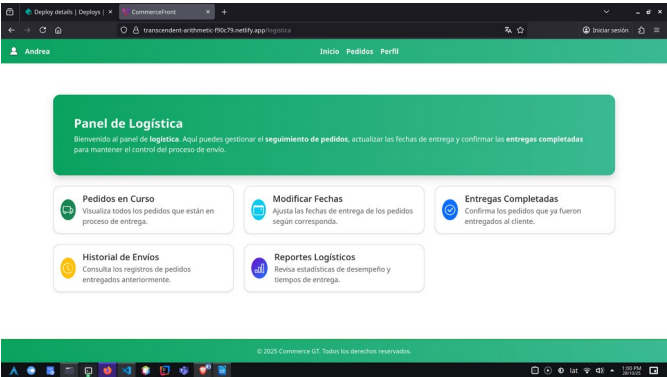 Deploy details | Deploys |
CommerceFront
transcendent-arithmetic-f90c79.netlify.app/logistica
Iniciar sesión
Andrea
Inicio Pedidos Perfil
Panel de Logística
Bienvenido al panel de logística. Aquí puedes gestionar el seguimiento de pedidos, actualizar las fechas de entrega y confirmar las entregas completadas
para mantener el control del proceso de envío.
Pedidos en Curso
Visualiza todos los pedidos que están en
proceso de entrega.
Modificar Fechas
Ajusta las fechas de entrega de los pedidos
según corresponda.
Entregas Completadas
Confirma los pedidos que ya fueron
entregados al cliente.
Historial de Envíos
Consulta los registros de pedidos
entregados anteriormente.
Reportes Logísticos
Revisa estadísticas de desempeño y
tiempos de entrega.
© 2025 Commerce GT. Todos los derechos reservados.
lat
1:00 PM
28/10/25